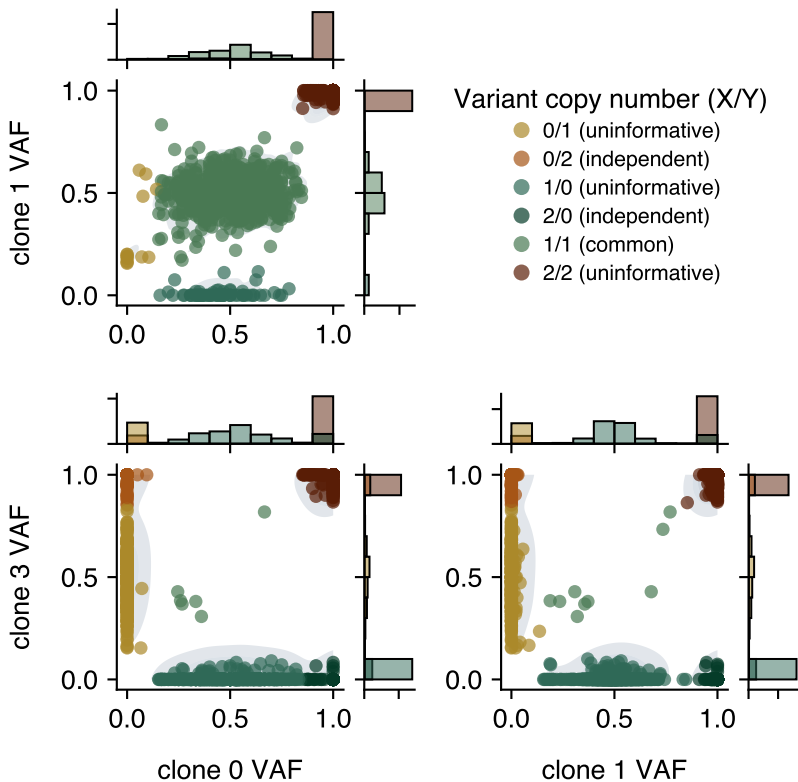 Variant copy number (X/Y)
0/1 (uninformative)
0/2 (independent)
1/0 (uninformative)
2/0 (independent)
1/1 (common)
2/2 (uninformative)
clone 1 VAF
1.0
0.5
0.0
0.0 0.5 1.0
clone 3 VAF
1.0
0.5
0.0
0.0 0.5 1.0
clone 0 VAF
1.0
0.5
0.0
0.0 0.5 1.0
clone 1 VAF